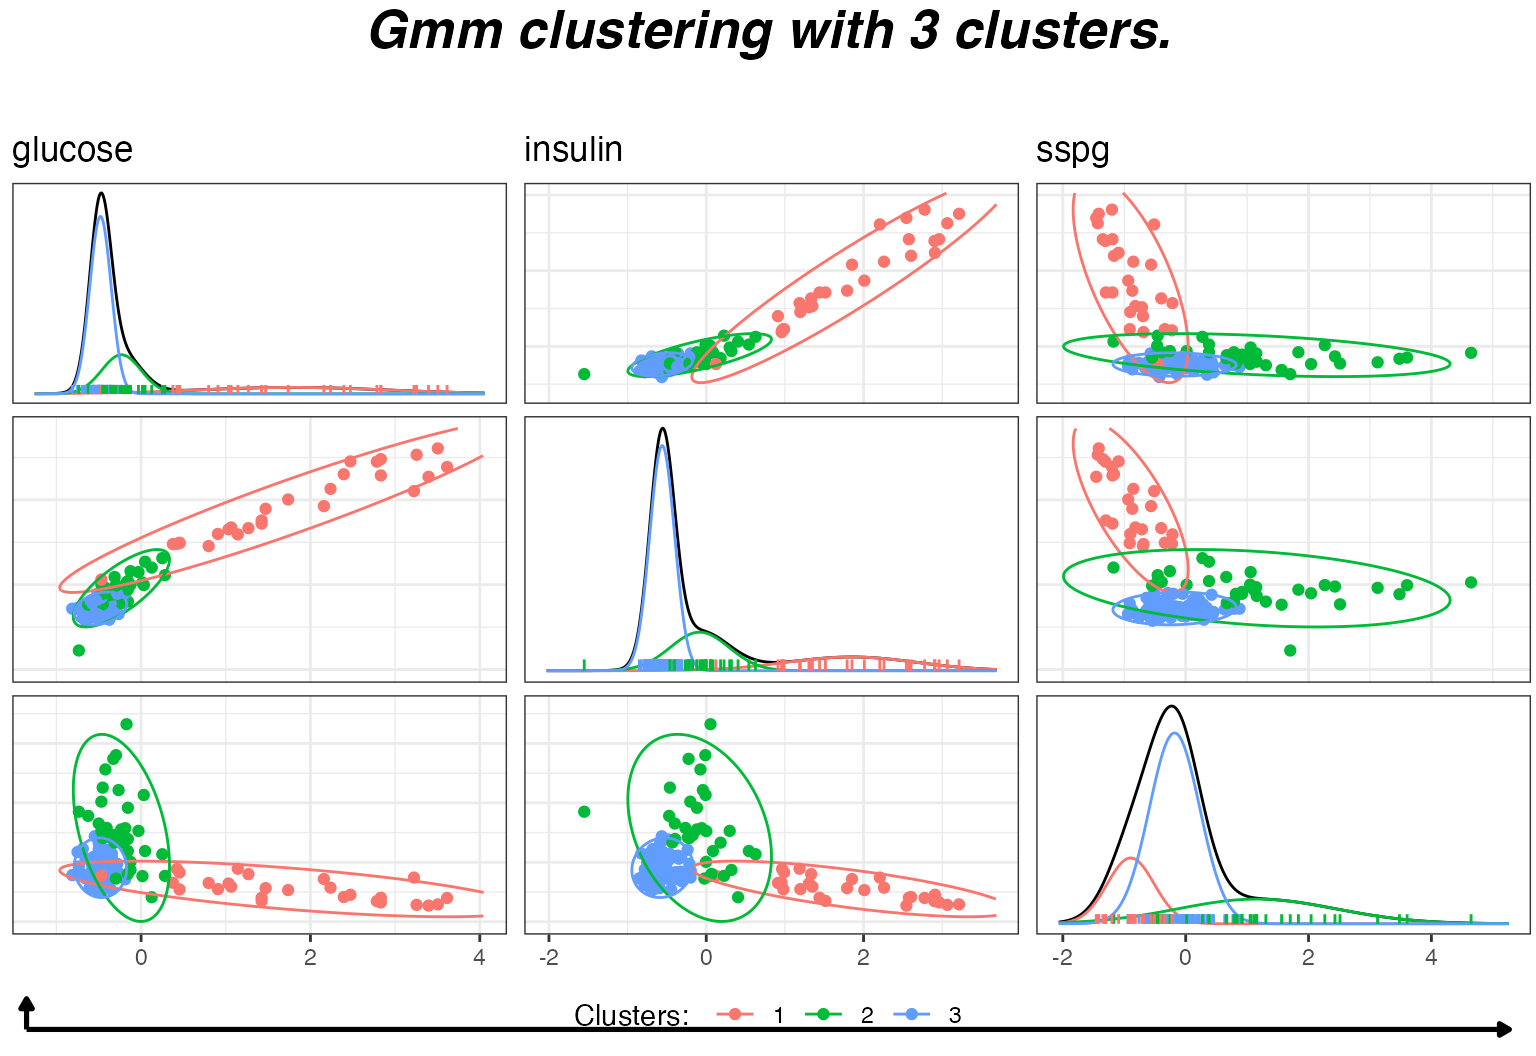 Gmm clustering with 3 clusters.
glucose insulin sspg
0 2 4 -2 0 2 -2 0 2 4
Clusters: 1 2 3